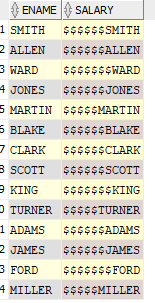 ENAME SALARY
1 SMITH $$$$$$SMITH
2 ALLEN $$$$$$ALLEN
3 WARD $$$$$$$WARD
4 JONES $$$$$$JONES
5 MARTIN $$$$$MARTIN
6 BLAKE $$$$$$BLAKE
7 CLARK $$$$$$CLARK
8 SCOTT $$$$$$SCOTT
9 KING $$$$$$$KING
0 TURNER $$$$$TURNER
1 ADAMS $$$$$$ADAMS
2 JAMES $$$$$$JAMES
3 FORD $$$$$$$FORD
4 MILLER $$$$$MILLER